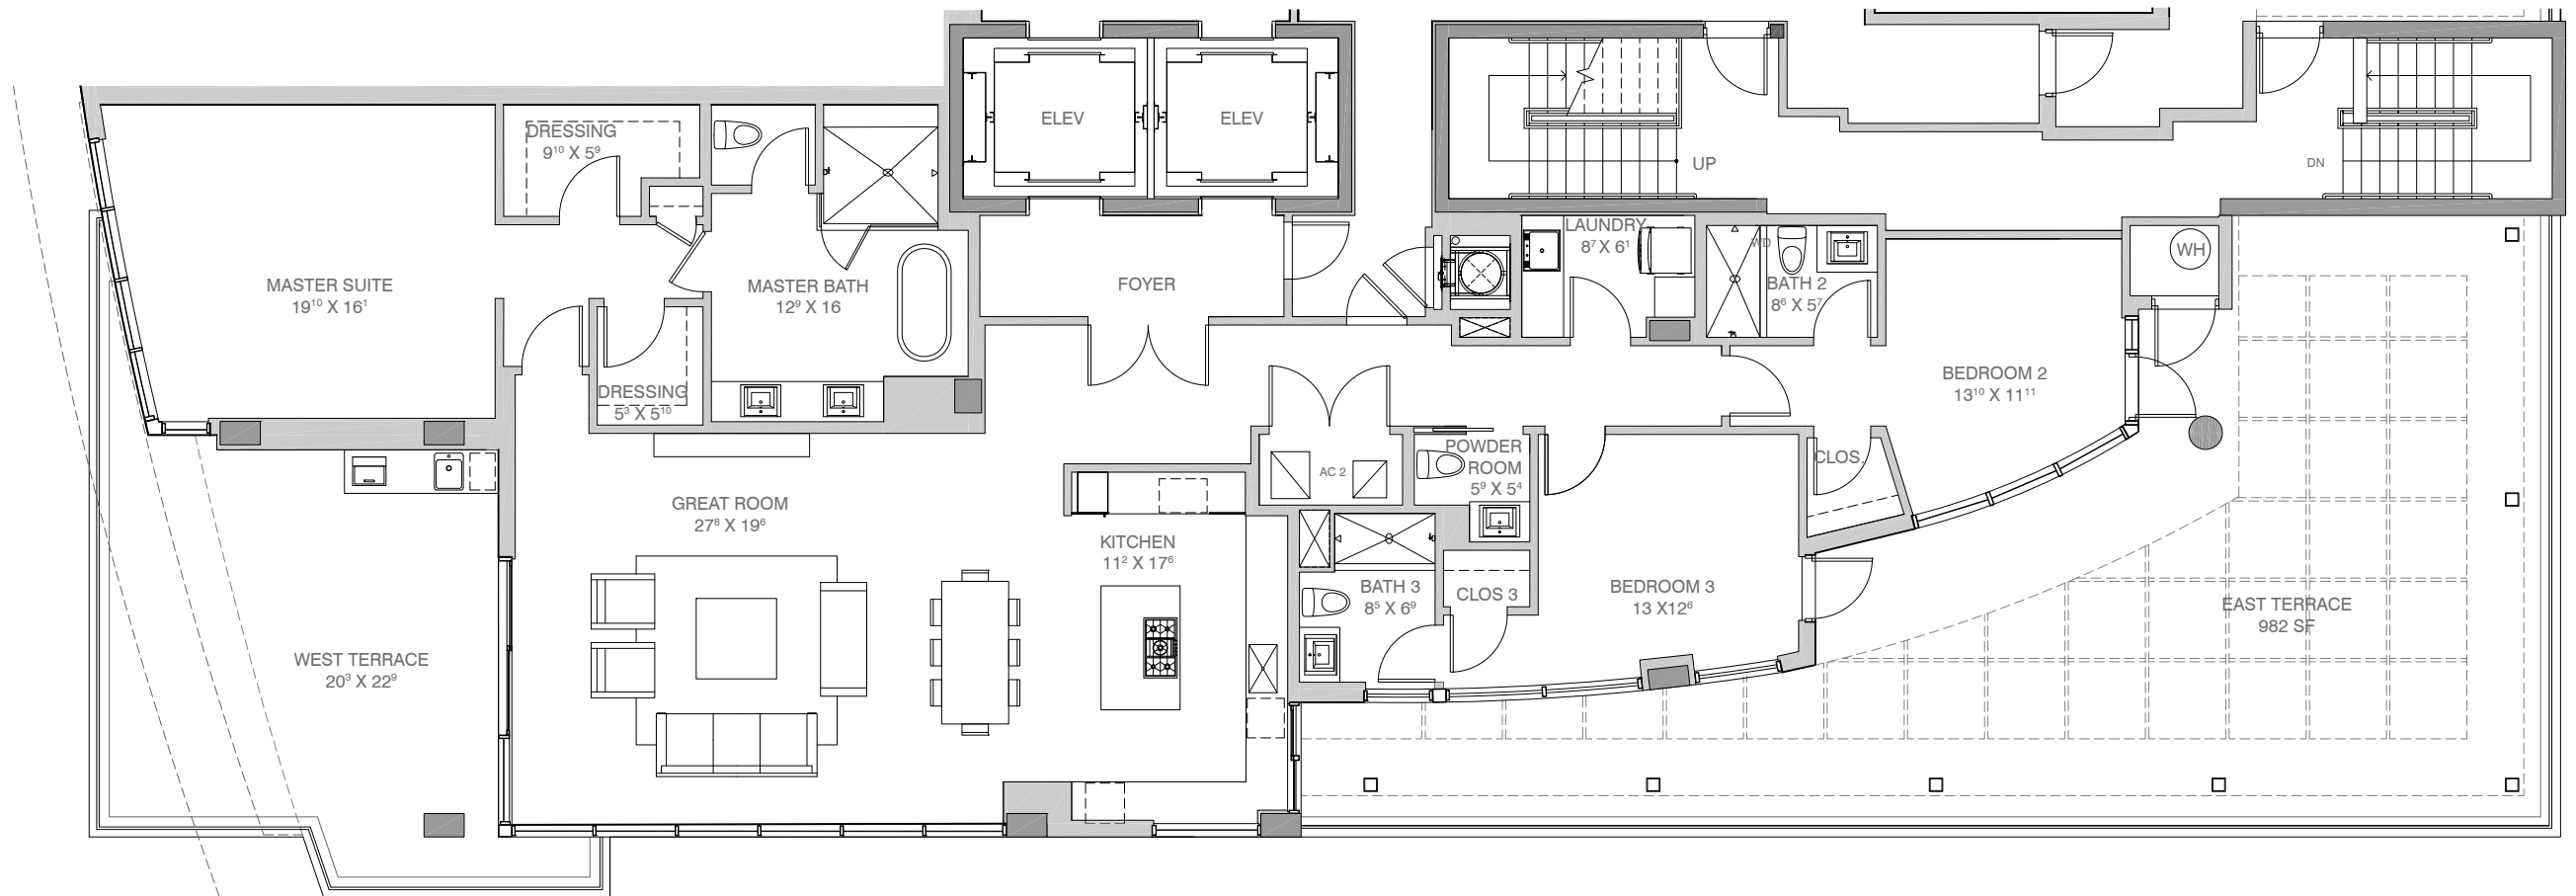 ELEV
ELEV
DRESSING
9¹⁰ X 5⁹
UP
DN
MASTER SUITE
19¹⁰ X 16¹
MASTER BATH
12⁹ X 16
FOYER
LAUNDRY
8⁷ X 6¹
WD
BATH 2
8⁶ X 5⁷
WH
DRESSING
5³ X 5¹⁰
BEDROOM 2
13¹⁰ X 11¹¹
GREAT ROOM
27⁸ X 19⁶
AC 2
POWDER
ROOM
5⁹ X 5⁴
CLOS.
KITCHEN
11² X 17⁶
BATH 3
8⁵ X 6⁹
CLOS 3
BEDROOM 3
13 X12⁶
EAST TERRACE
982 SF
WEST TERRACE
20³ X 22⁹